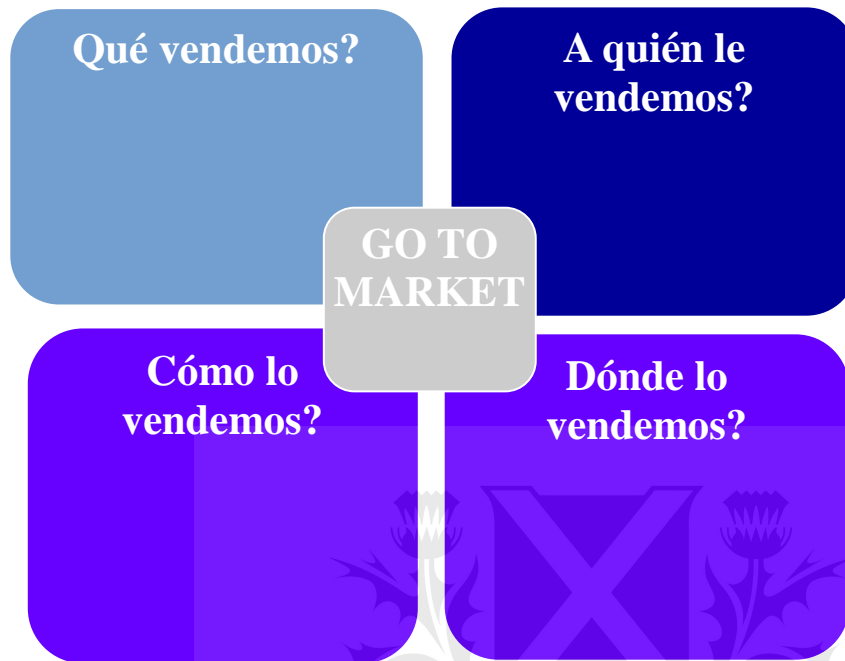 Qué vendemos?
A quién le
vendemos?
GO TO
MARKET
Cómo lo
vendemos?
Dónde lo
vendemos?